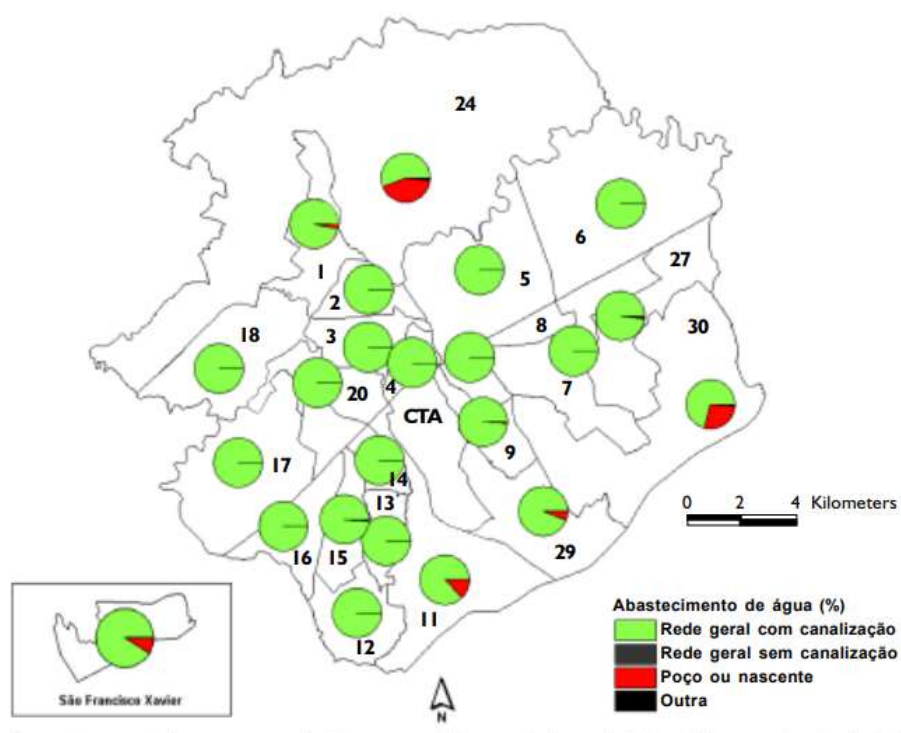 24
6
27
1
5
2
8
30
18
3
20
4
7
CTA
9
17
14
13
0 2 4 Kilometers
29
16
15
11
12
Abastecimento de água (%)
Rede geral com canalização
Rede geral sem canalização
Poço ou nascente
Outra
São Francisco Xavier
N